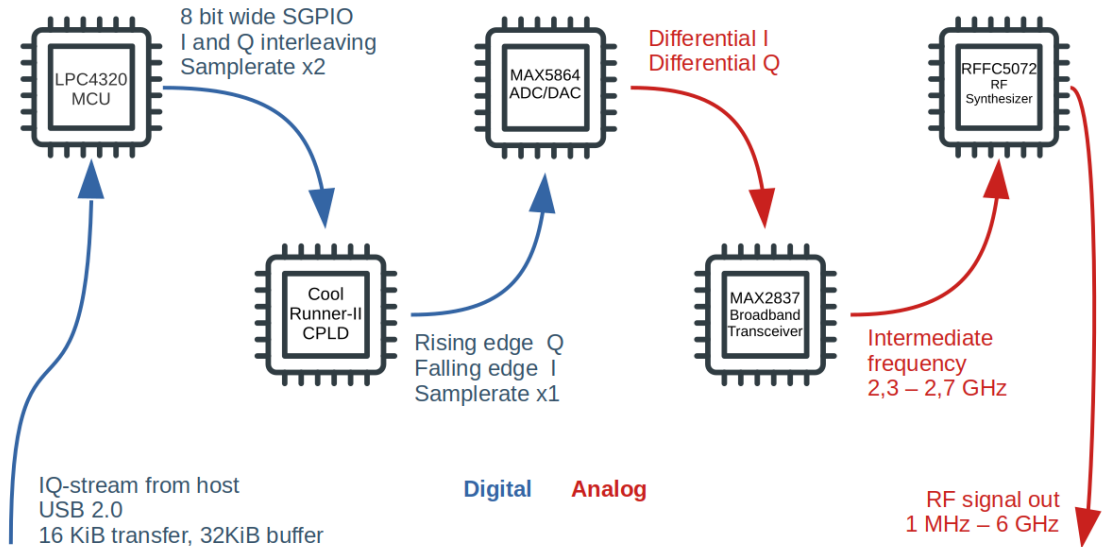 8 bit wide SGPIO
I and Q interleaving
Samplerate x2
LPC4320
MCU
MAX5864
ADC/DAC
Differential I
Differential Q
RFFC5072
RF
Synthesizer
Cool
Runner-II
CPLD
Rising edge Q
Falling edge I
Samplerate x1
MAX2837
Broadband
Transceiver
Intermediate
frequency
2,3 – 2,7 GHz
IQ-stream from host
USB 2.0
16 KiB transfer, 32KiB buffer
Digital Analog
RF signal out
1 MHz – 6 GHz